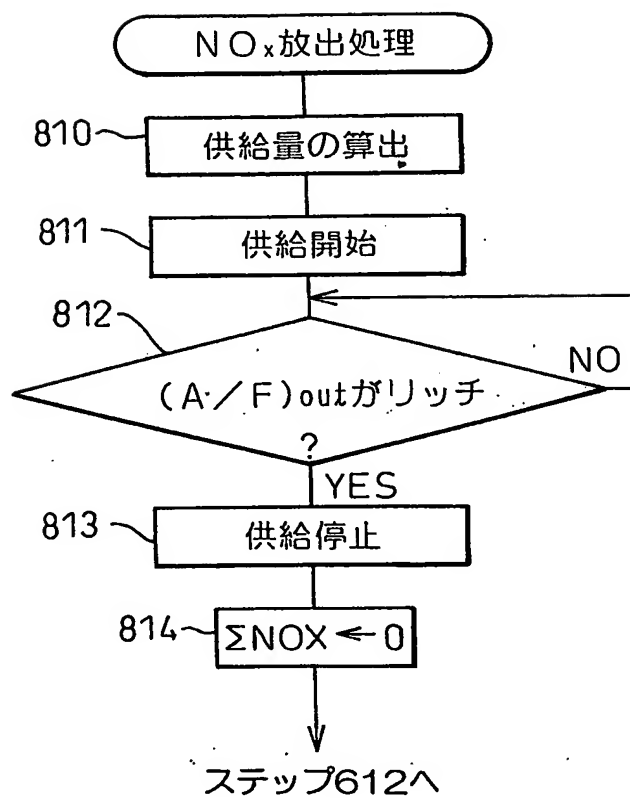 NOx放出処理
810
供給量の算出
811
供給開始
812
NO
(A/F)outがリッチ
?
YES
813
供給停止
814
ΣNOX←0
ステップ612へ